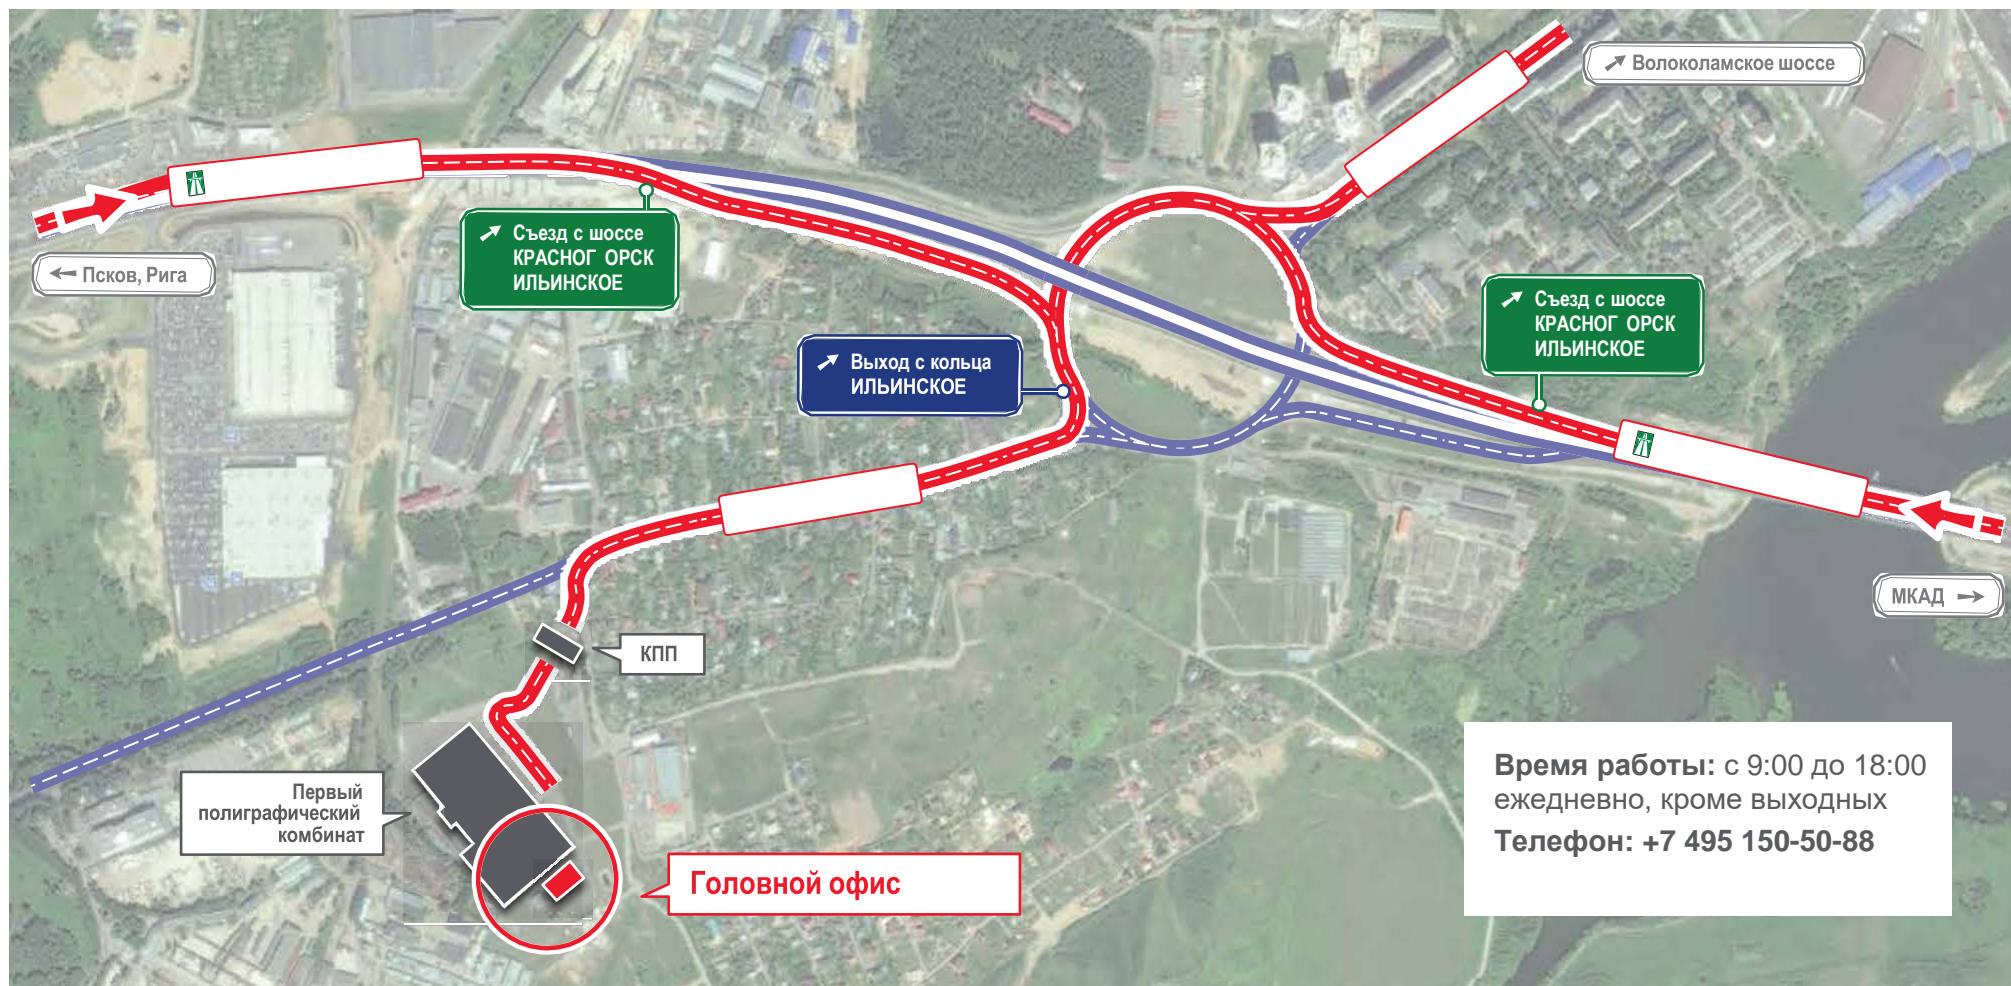 Волоколамское шоссе
Съезд с шоссе
КРАСНОГ ОРСК
ИЛЬИНСКОЕ
Псков, Рига
Съезд с шоссе
КРАСНОГ ОРСК
ИЛЬИНСКОЕ
Выход с кольца
ИЛЬИНСКОЕ
МКАД
КПП
Первый
полиграфический
комбинат
Головной офис
Время работы: с 9:00 до 18:00
ежедневно, кроме выходных
Телефон: +7 495 150-50-88